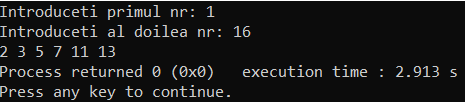 Introduceti primul nr: 1
Introduceti al doilea nr: 16
2 3 5 7 11 13
Process returned 0 (0x0)   execution time : 2.913 s
Press any key to continue.